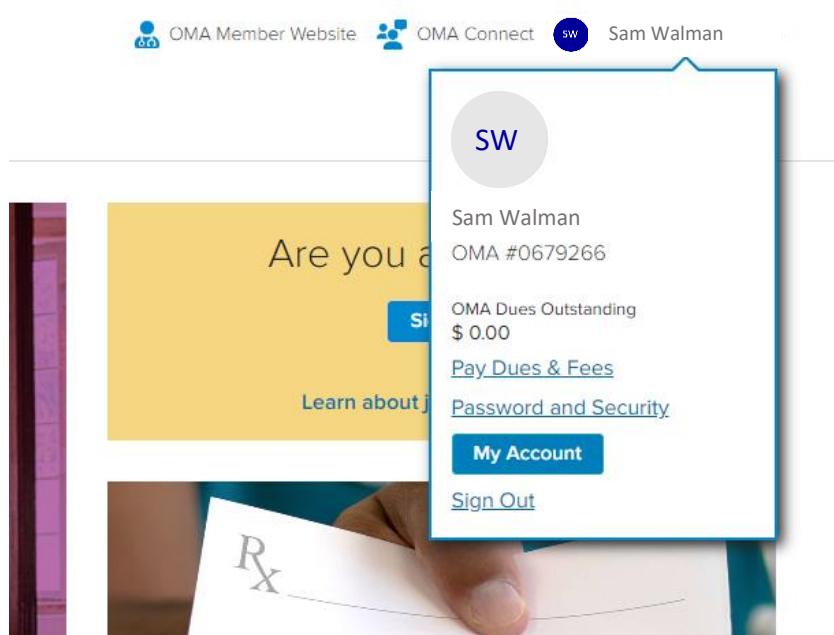 OMA Member Website OMA Connect SW Sam Walman
SW
Sam Walman
OMA #0679266
OMA Dues Outstanding
$ 0.00
Pay Dues & Fees
Password and Security
My Account
Sign Out
Are you
Learn about
Rx